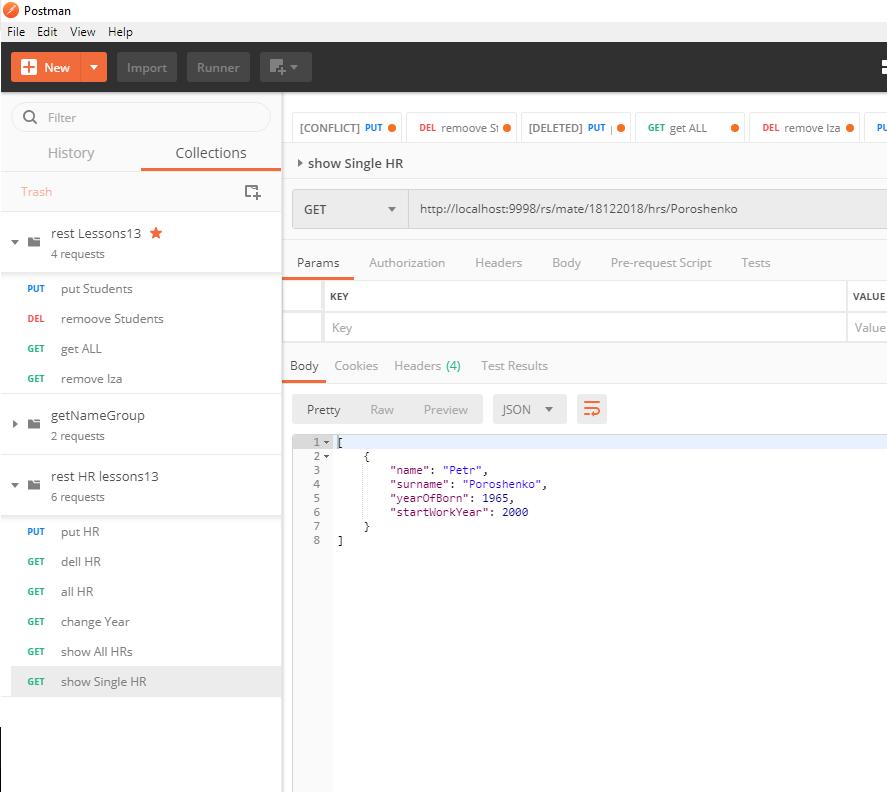 Postman
File Edit View Help
New Import Runner
Filter
History Collections
Trash
rest Lessons13
4 requests
PUT put Students
DEL remoove Students
GET get ALL
GET remove Iza
getNameGroup
2 requests
rest HR lessons13
6 requests
PUT put HR
GET dell HR
GET all HR
GET change Year
GET show All HRs
GET show Single HR
[CONFLICT] PUT DEL remoove St [DELETED] PUT GET get ALL DEL remove Iza PU
show Single HR
GET http://localhost:9998/rs/mate/18122018/hrs/Poroshenko
Params Authorization Headers Body Pre-request Script Tests
KEY VALUE
Key Value
Body Cookies Headers (4) Test Results
Pretty Raw Preview JSON
1 [
2 {
3 "name": "Petr",
4 "surname": "Poroshenko",
5 "yearOfBorn": 1965,
6 "startWorkYear": 2000
7 }
8 ]